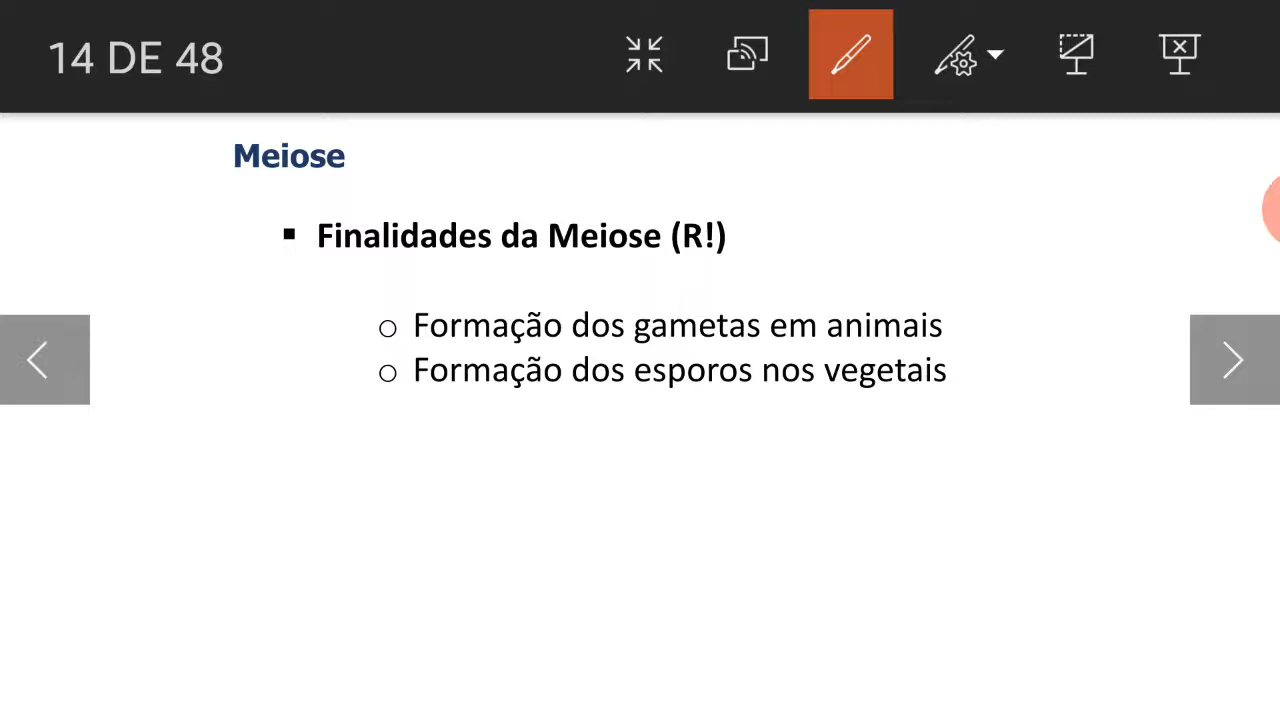 14 DE 48
Meiose
▪ Finalidades da Meiose (R!)
o Formação dos gametas em animais
o Formação dos esporos nos vegetais